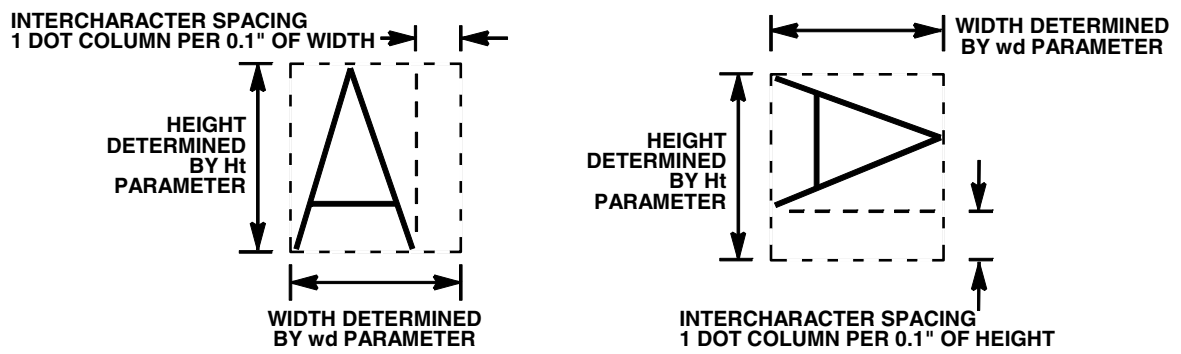 INTERCHARACTER SPACING
1 DOT COLUMN PER 0.1" OF WIDTH
HEIGHT
DETERMINED
BY Ht
PARAMETER
WIDTH DETERMINED
BY wd PARAMETER
WIDTH DETERMINED
BY wd PARAMETER
HEIGHT
DETERMINED
BY Ht
PARAMETER
INTERCHARACTER SPACING
1 DOT COLUMN PER 0.1" OF HEIGHT